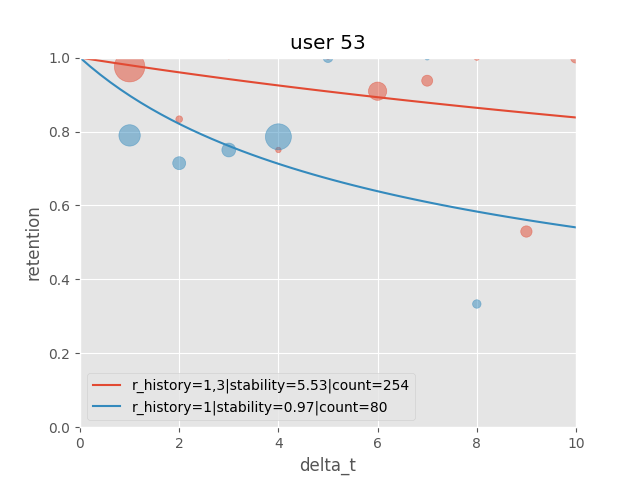 user 53
1.0
0.8
0.6
0.4
0.2
0.0
retention
r_history=1,3|stability=5.53|count=254
r_history=1|stability=0.97|count=80
0 2 4 6 8 10
delta_t